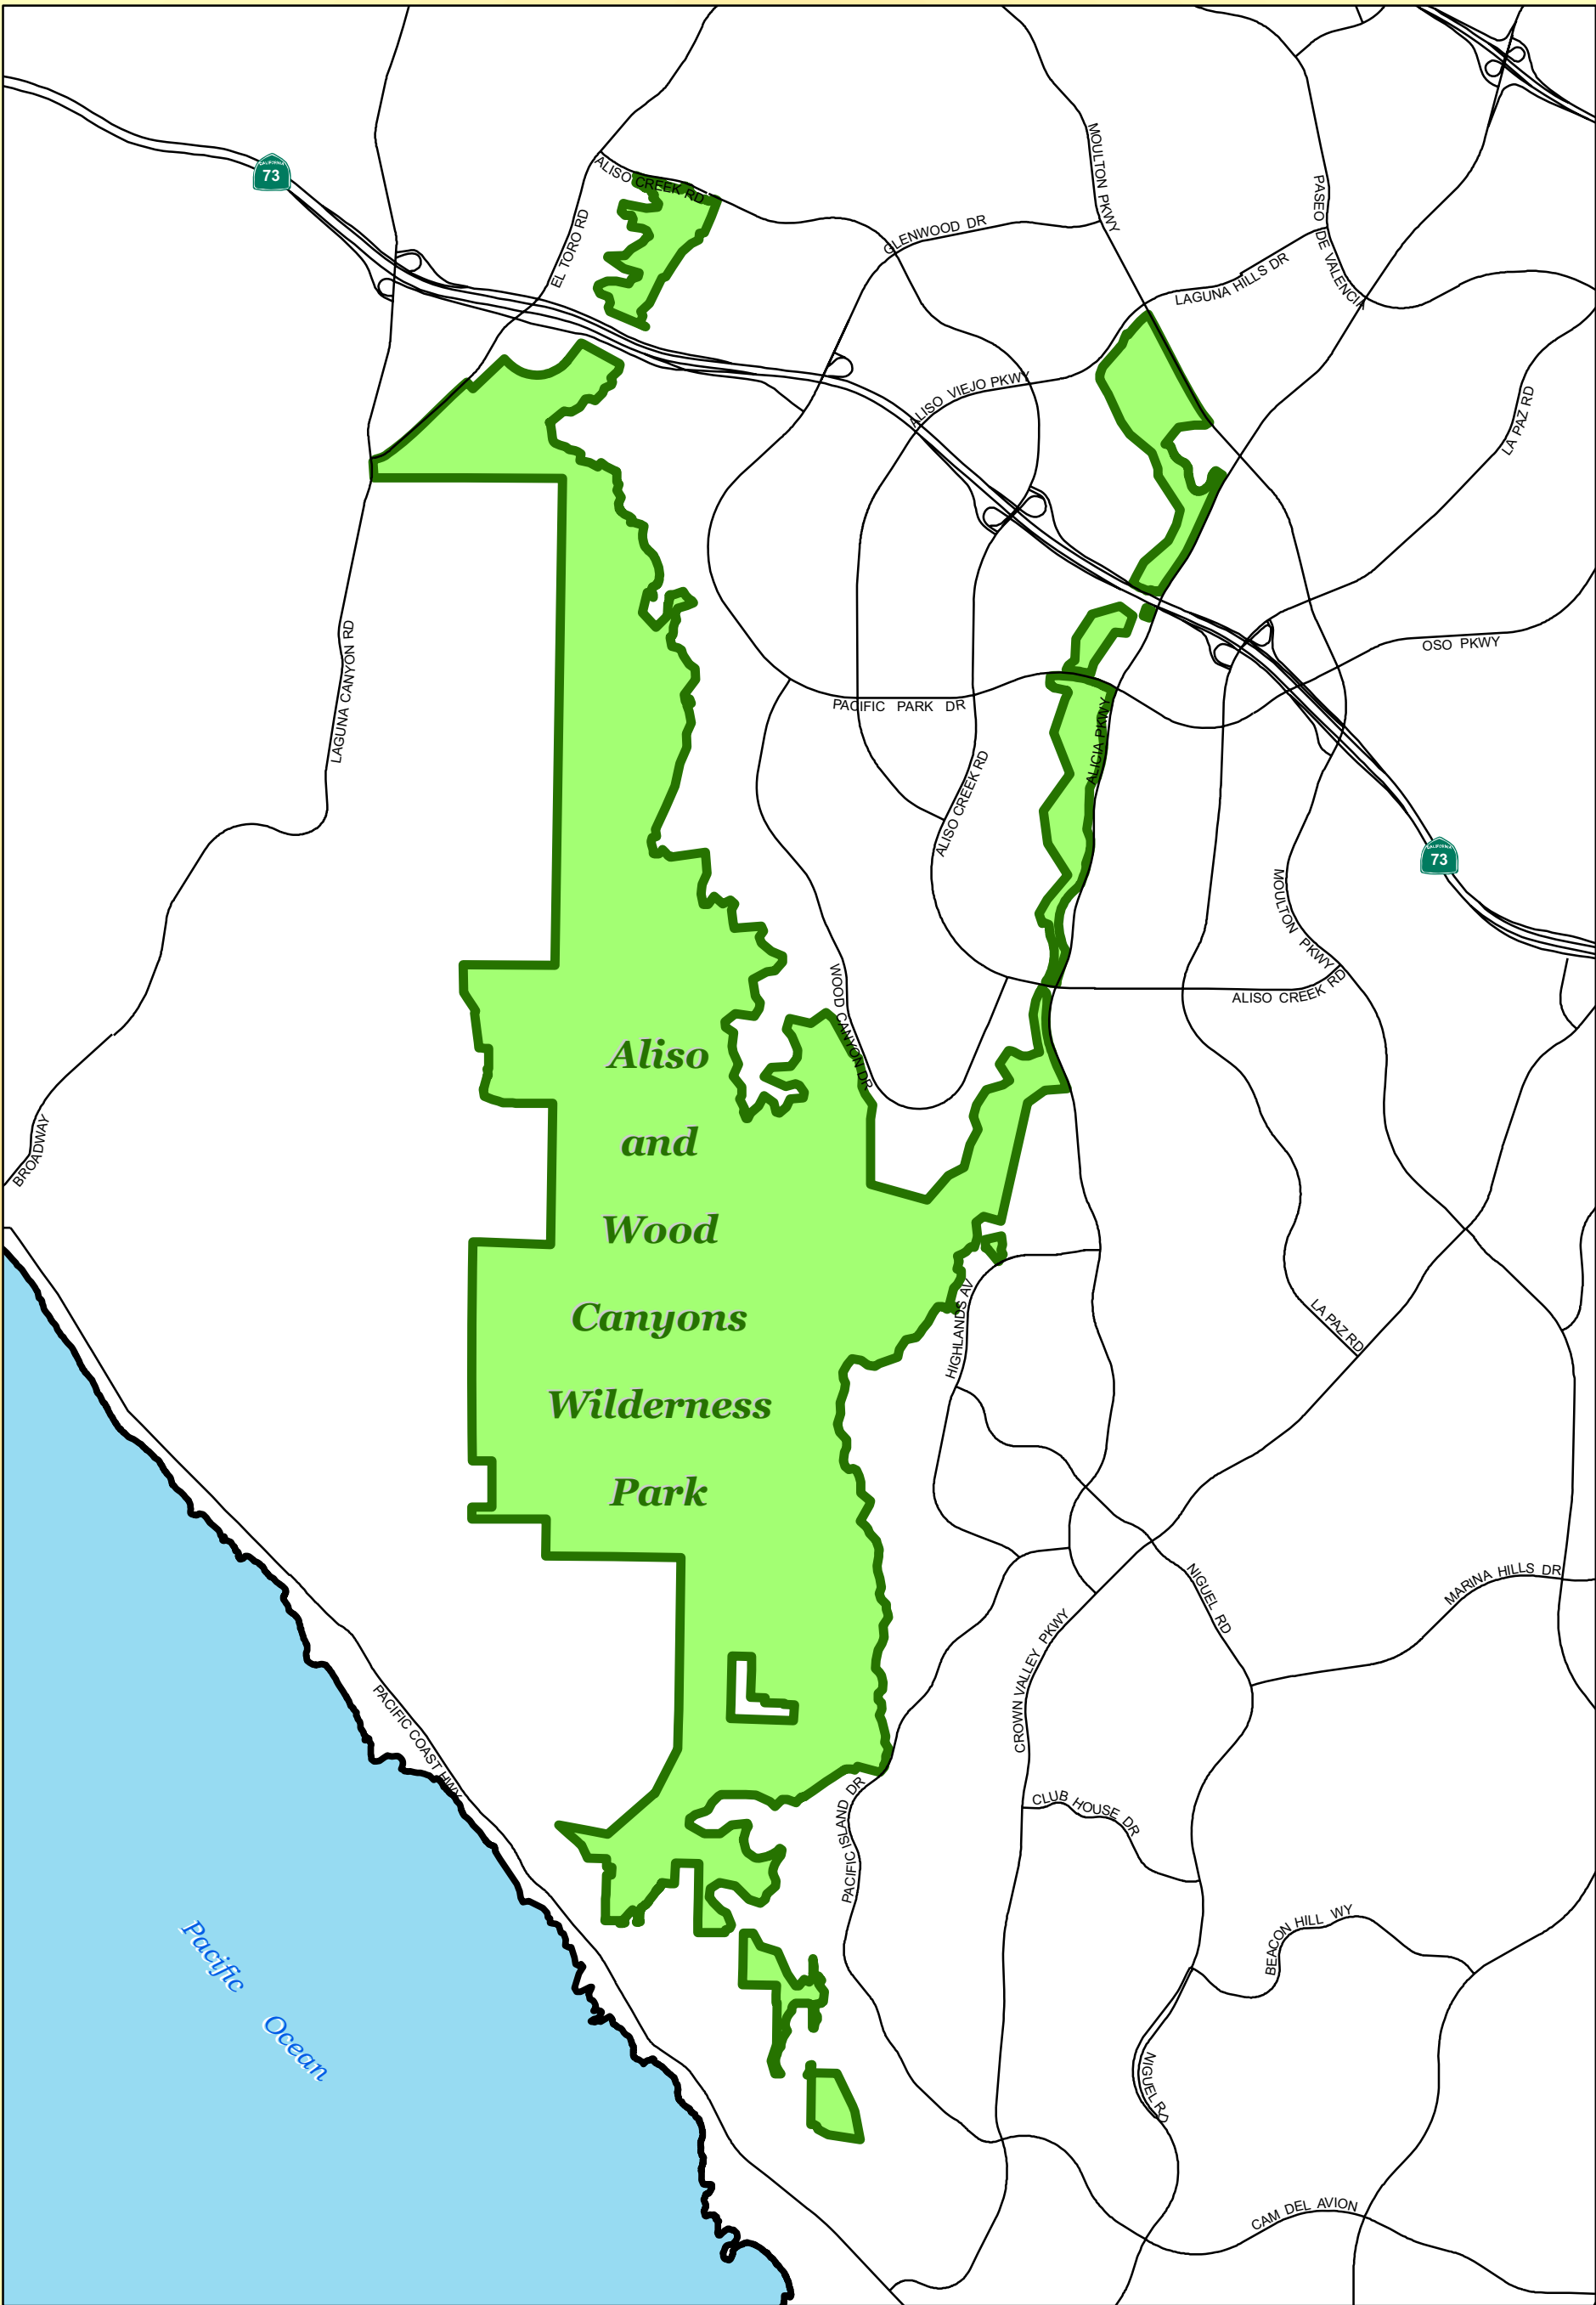 MOULTON PKWY
CALIFORNIA
73
ALISO CREEK RD
PASEO DE VALENCIA
EL TORO RD
GLENWOOD DR
LAGUNA HILLS DR
ALISO VIEJO PKWY
LA PAZ RD
LAGUNA CANYON RD
OSO PKWY
PACIFIC PARK DR
ALICIA PKWY
ALISO CREEK RD
CALIFORNIA
73
MOULTON PKWY
WOOD CANYON DR
ALISO CREEK RD
Aliso
and
Wood
Canyons
Wilderness
Park
BROADWAY
HIGHLANDS AV
LA PAZ RD
NIGUEL RD
MARINA HILLS DR
CROWN VALLEY PKWY
PACIFIC COAST HWY
PACIFIC ISLAND DR
CLUB HOUSE DR
BEACON HILL WY
Pacific
Ocean
NIGUEL RD
CAM DEL AVION